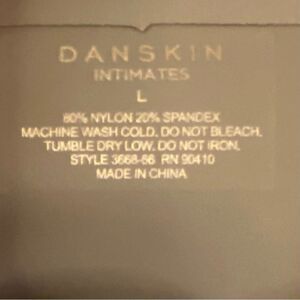 DANSKIN
INTIMATES
L
80% NYLON 20% SPANDEX
MACHINE WASH COLD. DO NOT BLEACH.
TUMBLE DRY LOW. DO NOT IRON.
STYLE 3668-56 RN 90410
MADE IN CHINA